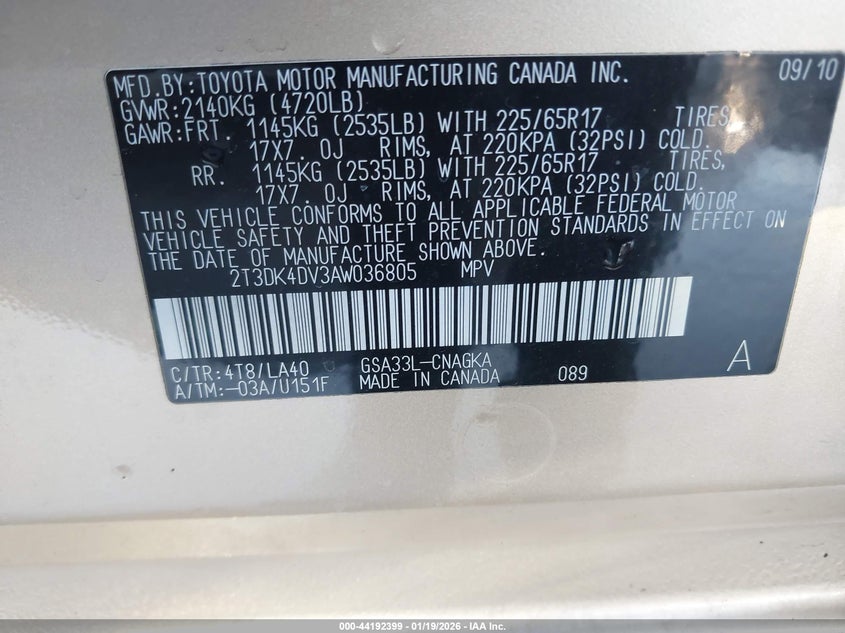 MFD.BY:TOYOTA MOTOR MANUFACTURING CANADA INC. 09/10
GVWR:2140KG (4720LB)
GAWR:FRT. 1145KG (2535LB) WITH 225/65R17 TIRES,
17X7.0J RIMS, AT 220KPA (32PSI) COLD.
RR. 1145KG (2535LB) WITH 225/65R17 TIRES,
17X7.0J RIMS, AT 220KPA (32PSI) COLD.
THIS VEHICLE CONFORMS TO ALL APPLICABLE FEDERAL MOTOR
VEHICLE SAFETY AND THEFT PREVENTION STANDARDS IN EFFECT ON
THE DATE OF MANUFACTURE SHOWN ABOVE.
2T3DK4DV3AW036805 MPV
C/TR:4T8/LA40 GSA33L-CNAGKA
A/TM:-03A/U151F MADE IN CANADA 089 A
000-44192399 | 01/19/2026 - IAA Inc.